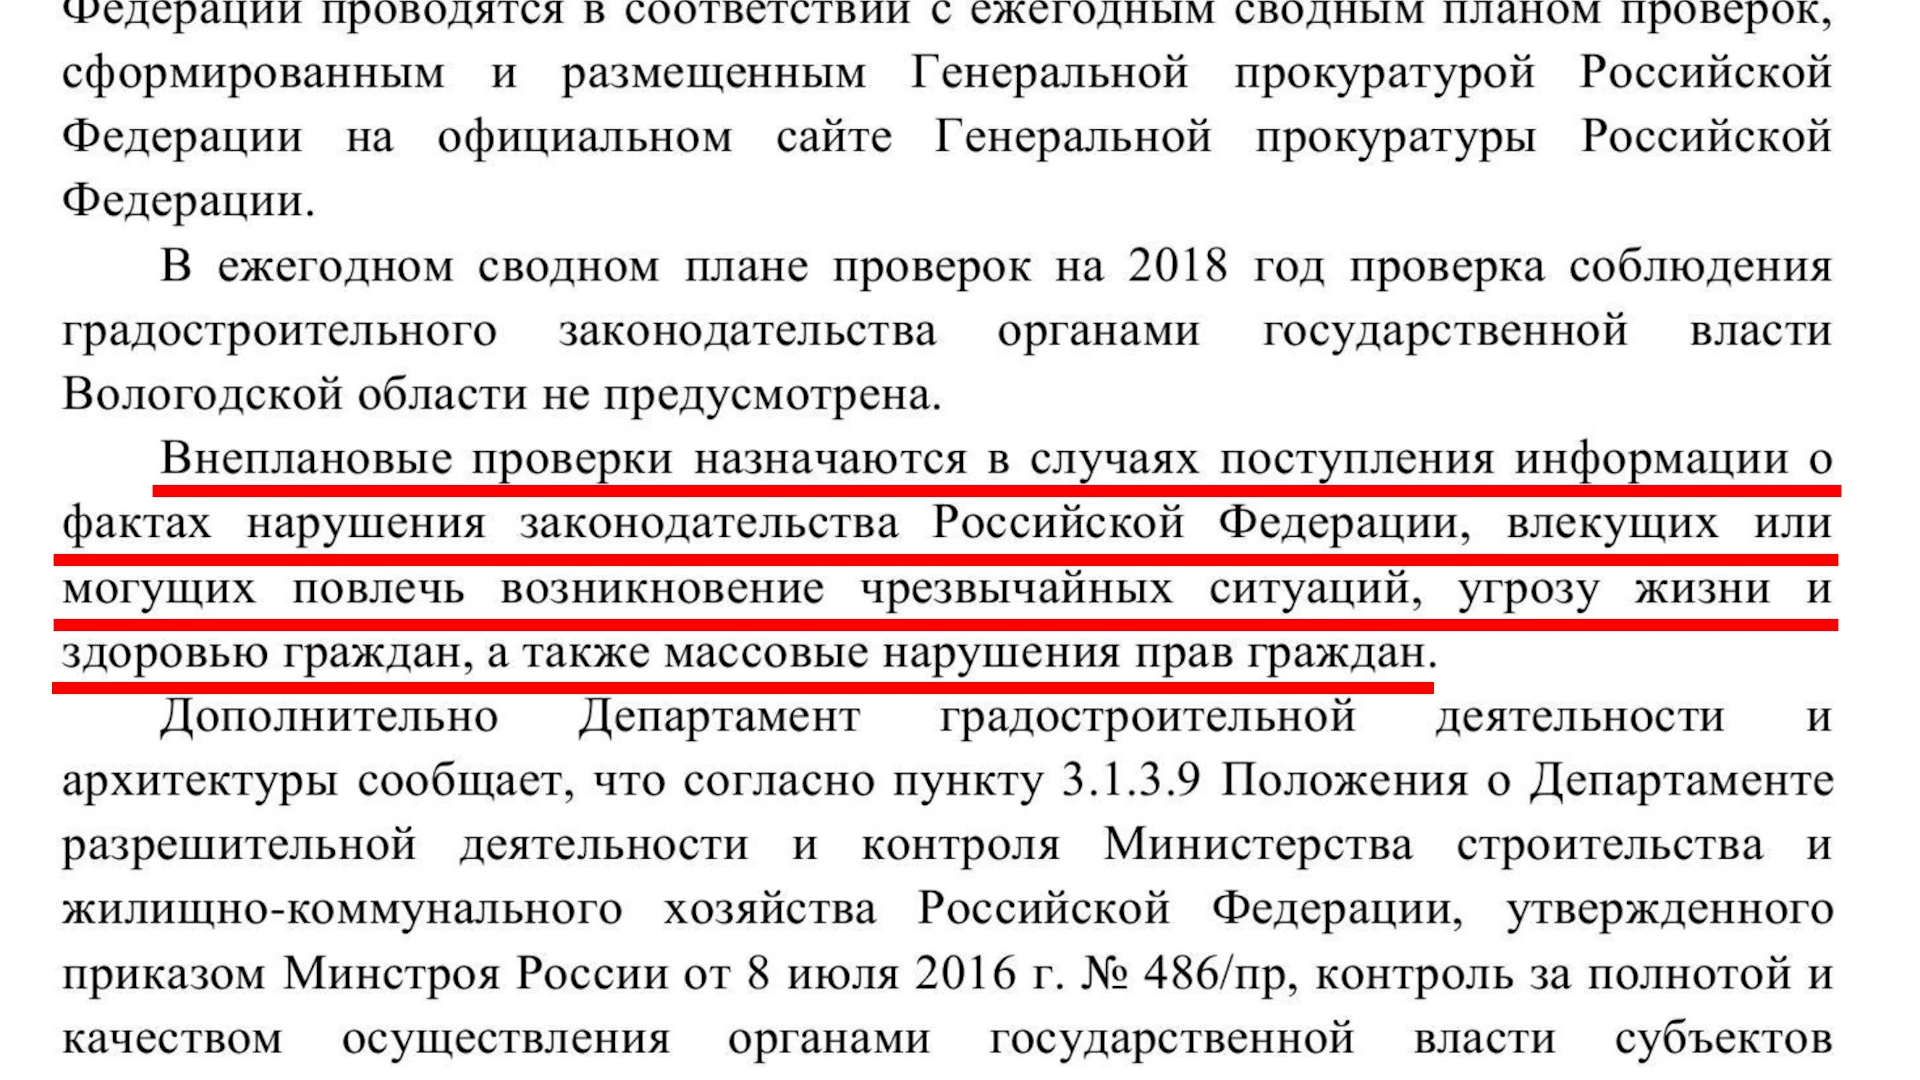 Федерации проводятся в соответствии с ежегодным сводным планом проверок,
сформированным и размещенным Генеральной прокуратурой Российской
Федерации на официальном сайте Генеральной прокуратуры Российской
Федерации.
В ежегодном сводном плане проверок на 2018 год проверка соблюдения
градостроительного законодательства органами государственной власти
Вологодской области не предусмотрена.
Внеплановые проверки назначаются в случаях поступления информации о
фактах нарушения законодательства Российской Федерации, влекущих или
могущих повлечь возникновение чрезвычайных ситуаций, угрозу жизни и
здоровью граждан, а также массовые нарушения прав граждан.
Дополнительно Департамент градостроительной деятельности и
архитектуры сообщает, что согласно пункту 3.1.3.9 Положения о Департаменте
разрешительной деятельности и контроля Министерства строительства и
жилищно-коммунального хозяйства Российской Федерации, утвержденного
приказом Минстроя России от 8 июля 2016 г. № 486/пр, контроль за полнотой и
качеством осуществления органами государственной власти субъектов